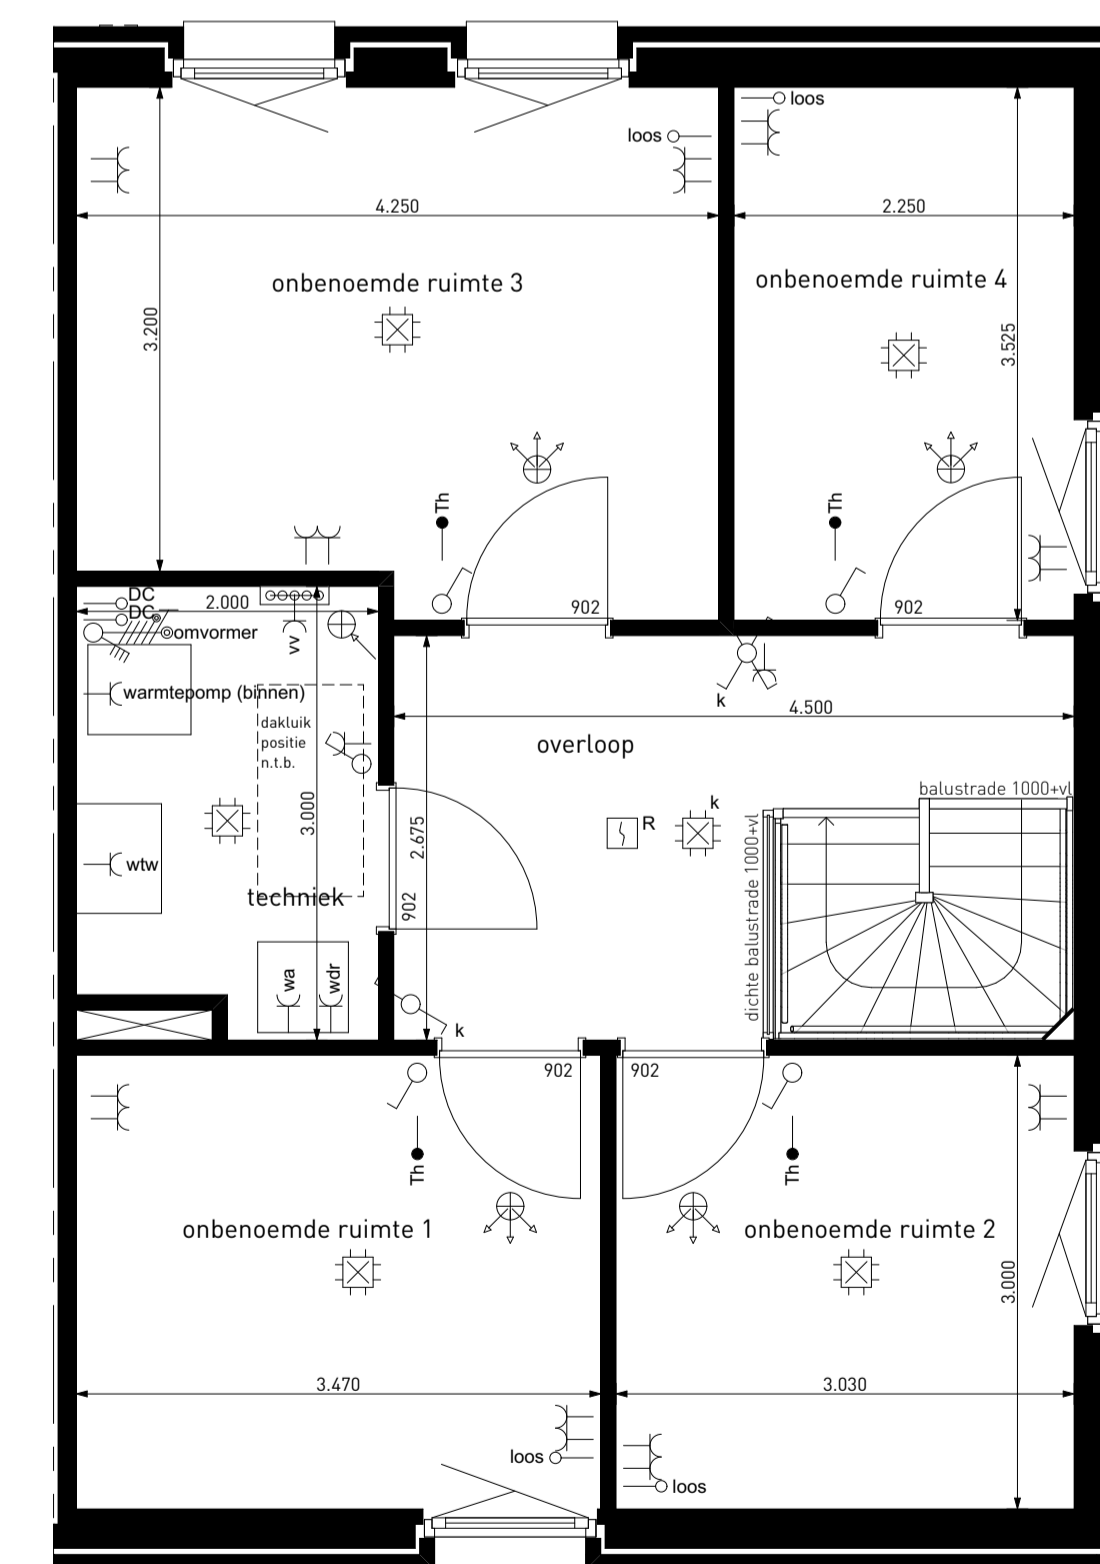 loos
loos
4.250
2.250
onbenoemde ruimte 3
onbenoemde ruimte 4
3.200
3.525
Th
Th
902
902
DC
DC
2.000
omvormer
vv
warmtepomp (binnen)
dakluik
positie
n.t.b.
k
4.500
overloop
balustrade 1000+vl
3.000
2.675
R
k
dichte balustrade 1000+vl
wtw
techniek
902
wa
wdr
k
902
902
Th
Th
onbenoemde ruimte 1
onbenoemde ruimte 2
3.000
3.470
3.030
loos
loos